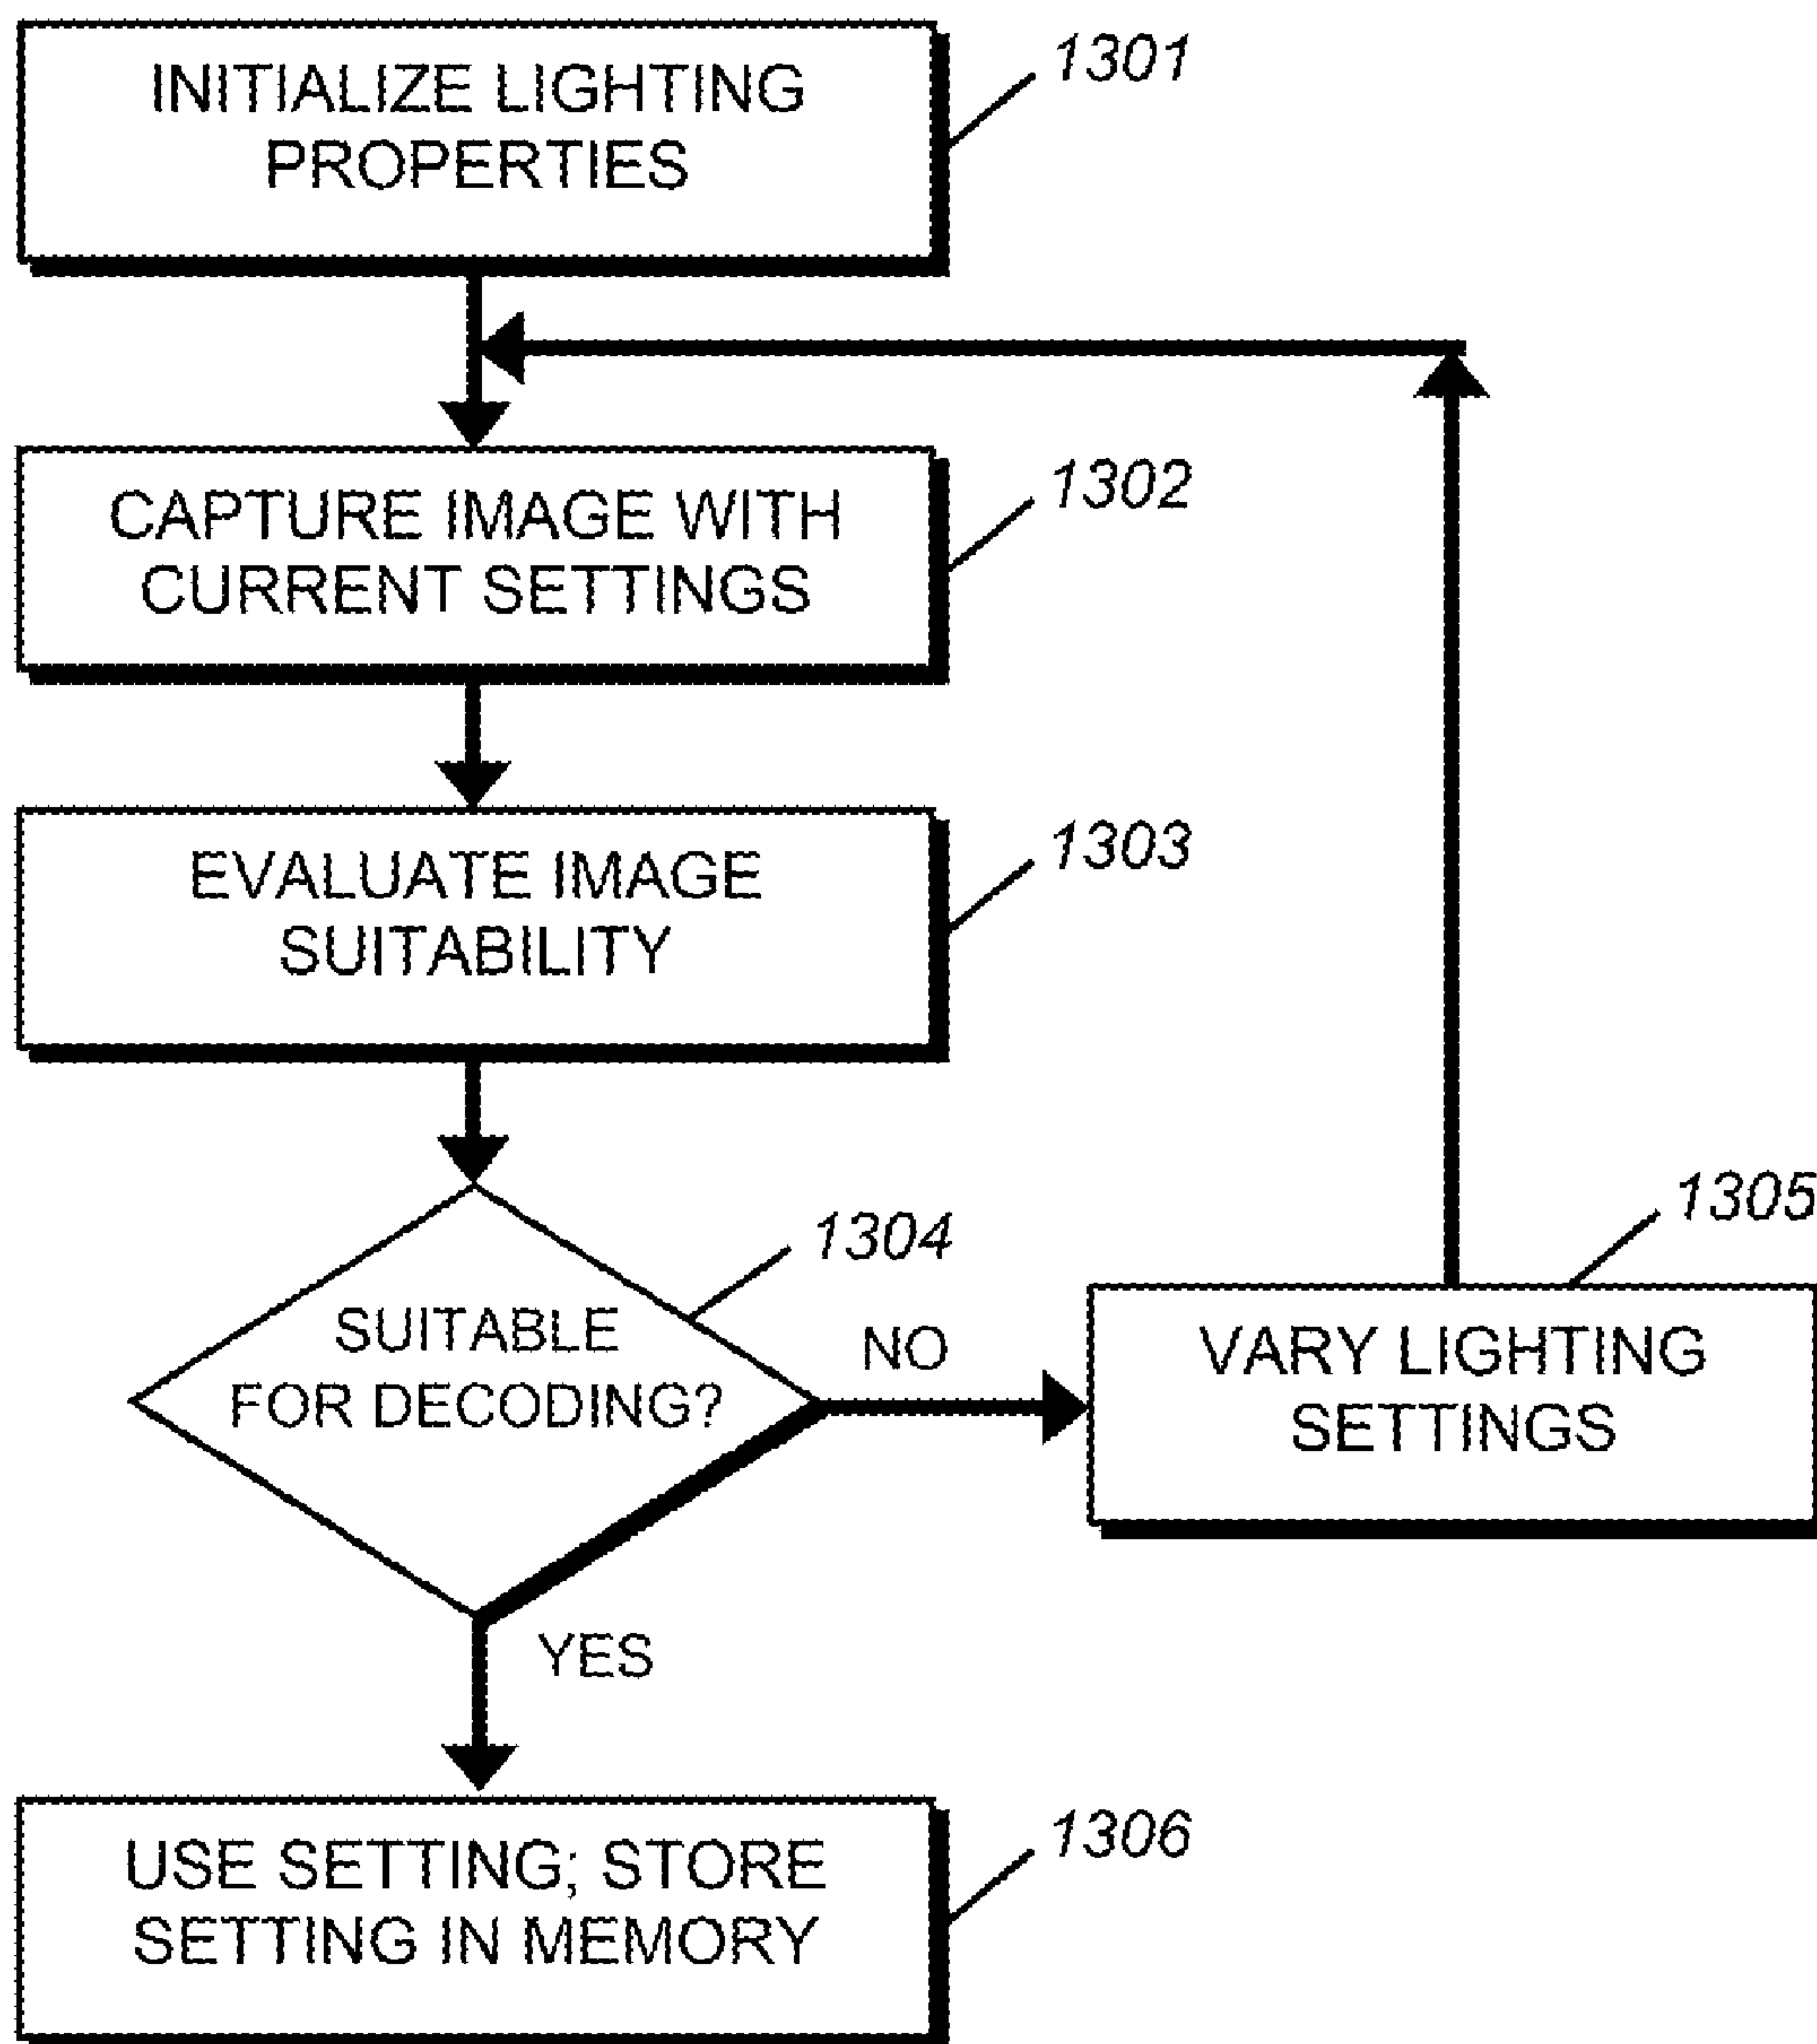 INITIALIZE LIGHTING
PROPERTIES
1301
CAPTURE IMAGE WITH
CURRENT SETTINGS
1302
EVALUATE IMAGE
SUITABILITY
1303
SUITABLE
FOR DECODING?
1304
NO
VARY LIGHTING
SETTINGS
1305
YES
USE SETTING; STORE
SETTING IN MEMORY
1306